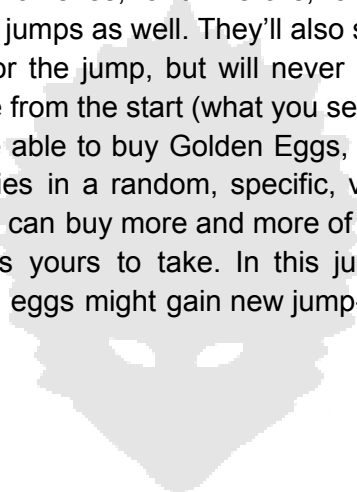 jumps as well. They'll also s
or the jump, but will never
e from the start (what you se
e able to buy Golden Eggs,
ies in a random, specific, v
can buy more and more of
s yours to take. In this ju
eggs might gain new jump-